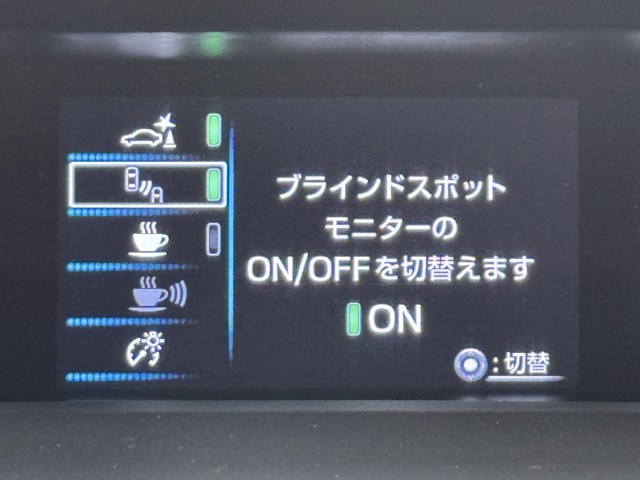 A
ブラインドスポット
モニターの
ON/OFFを切替えます
ON
:切替